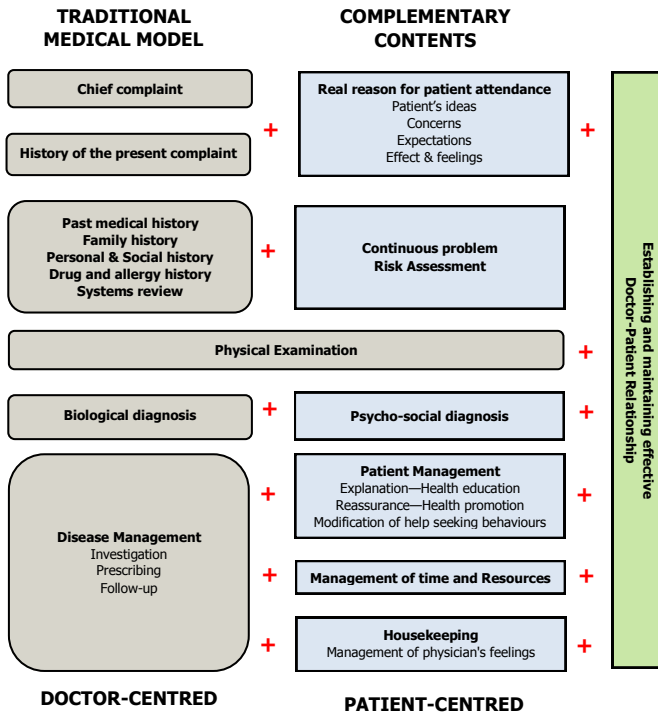 TRADITIONAL
MEDICAL MODEL
COMPLEMENTARY
CONTENTS
Chief complaint
+
Real reason for patient attendance
Patient's ideas
Concerns
Expectations
Effect & feelings
+
History of the present complaint
Past medical history
Family history
Personal & Social history
Drug and allergy history
Systems review
+
Continuous problem
Risk Assessment
Physical Examination
+
Biological diagnosis
+
Psycho-social diagnosis
+
Disease Management
Investigation
Prescribing
Follow-up
+
Patient Management
Explanation—Health education
Reassurance—Health promotion
Modification of help seeking behaviours
+
+
Management of time and Resources
+
+
Housekeeping
Management of physician's feelings
+
Establishing and maintaining effective
Doctor-Patient Relationship
DOCTOR-CENTRED
PATIENT-CENTRED